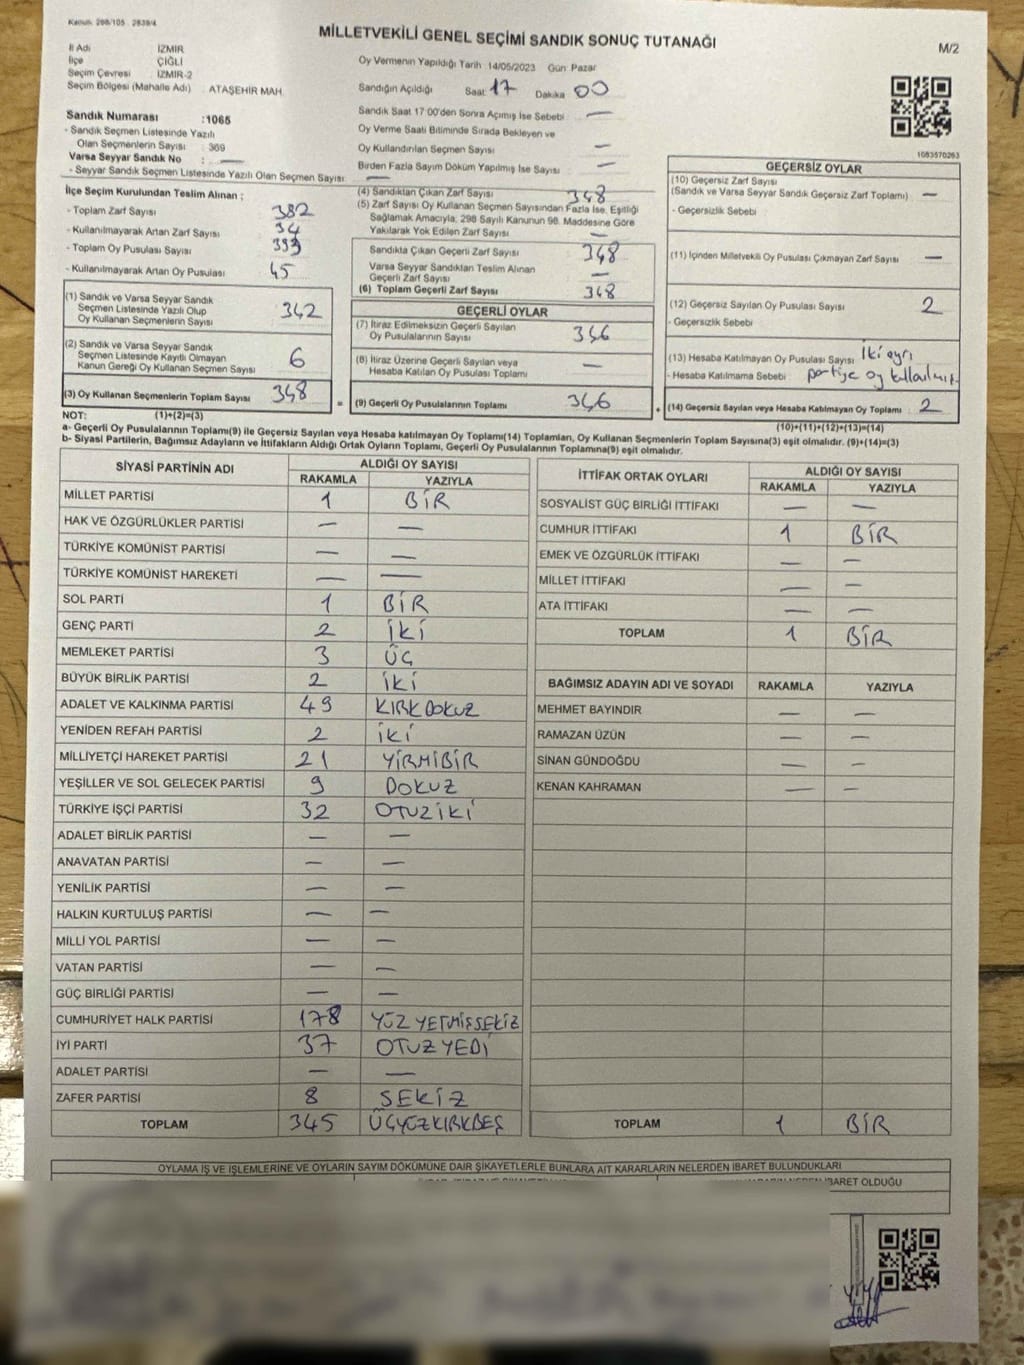 Kanun: 298/105 . 2839/4
MİLLETVEKİLİ GENEL SEÇİMİ SANDIK SONUÇ TUTANAĞI
M/2
İl Adı İZMİR
İlçe ÇİĞLİ
Seçim Çevresi İZMİR-2
Seçim Bölgesi (Mahalle Adı) : ATAŞEHİR MAH.
Oy Vermenin Yapıldığı Tarih 14/05/2023 Gün: Pazar
Sandığın Açıldığı Saat 17 Dakika 00
Sandık Saat 17:00'den Sonra Açılmış İse Sebebi : —
Oy Verme Saati Bitiminde Sırada Bekleyen ve
Oy Kullandırılan Seçmen Sayısı : —
Birden Fazla Sayım Döküm Yapılmış İse Sayısı : —
Sandık Numarası :1065
- Sandık Seçmen Listesinde Yazılı
Olan Seçmenlerin Sayısı : 369
Varsa Seyyar Sandık No : —
- Seyyar Sandık Seçmen Listesinde Yazılı Olan Seçmen Sayısı: —
1083570263
İlçe Seçim Kurulundan Teslim Alınan :
- Toplam Zarf Sayısı 382
- Kullanılmayarak Artan Zarf Sayısı 34
- Toplam Oy Pusulası Sayısı 393
- Kullanılmayarak Artan Oy Pusulası 45
(1) Sandık ve Varsa Seyyar Sandık
Seçmen Listesinde Yazılı Olup
Oy Kullanan Seçmenlerin Sayısı 342
(2) Sandık ve Varsa Seyyar Sandık
Seçmen Listesinde Kayıtlı Olmayan
Kanun Gereği Oy Kullanan Seçmen Sayısı 6
(3) Oy Kullanan Seçmenlerin Toplam Sayısı 348
(4) Sandıktan Çıkan Zarf Sayısı 348
(5) Zarf Sayısı Oy Kullanan Seçmen Sayısından Fazla İse, Eşitliği
Sağlamak Amacıyla; 298 Sayılı Kanunun 98. Maddesine Göre
Yakılarak Yok Edilen Zarf Sayısı —
Sandıkta Çıkan Geçerli Zarf Sayısı 348
Varsa Seyyar Sandıktan Teslim Alınan
Geçerli Zarf Sayısı —
(6) Toplam Geçerli Zarf Sayısı 348
GEÇERLİ OYLAR
(7) İtiraz Edilmeksizin Geçerli Sayılan
Oy Pusulalarının Sayısı 346
(8) İtiraz Üzerine Geçerli Sayılan veya
Hesaba Katılan Oy Pusulası Toplamı —
= (9) Geçerli Oy Pusulalarının Toplamı 346
GEÇERSİZ OYLAR
(10) Geçersiz Zarf Sayısı
(Sandık ve Varsa Seyyar Sandık Geçersiz Zarf Toplamı) —
- Geçersizlik Sebebi :
(11) İçinden Milletvekili Oy Pusulası Çıkmayan Zarf Sayısı —
(12) Geçersiz Sayılan Oy Pusulası Sayısı 2
- Geçersizlik Sebebi :
(13) Hesaba Katılmayan Oy Pusulası Sayısı : İki ayrı
- Hesaba Katılmama Sebebi : partiye oy kullanılmış.
+ (14) Geçersiz Sayılan veya Hesaba Katılmayan Oy Toplamı : 2
NOT: (1)+(2)=(3)
(10)+(11)+(12)+(13)=(14)
a- Geçerli Oy Pusulalarının Toplamı(9) ile Geçersiz Sayılan veya Hesaba katılmayan Oy Toplamı(14) Toplamları, Oy Kullanan Seçmenlerin Toplam Sayısına(3) eşit olmalıdır. (9)+(14)=(3)
b- Siyasi Partilerin, Bağımsız Adayların ve İttifakların Aldığı Ortak Oyların Toplamı, Geçerli Oy Pusulalarının Toplamına(9) eşit olmalıdır.
SİYASİ PARTİNİN ADI ALDIĞI OY SAYISI
RAKAMLA YAZIYLA
MİLLET PARTİSİ 1 BİR
HAK VE ÖZGÜRLÜKLER PARTİSİ — —
TÜRKİYE KOMÜNİST PARTİSİ — —
TÜRKİYE KOMÜNİST HAREKETİ — —
SOL PARTİ 1 BİR
GENÇ PARTİ 2 İKİ
MEMLEKET PARTİSİ 3 ÜÇ
BÜYÜK BİRLİK PARTİSİ 2 İKİ
ADALET VE KALKINMA PARTİSİ 49 KIRKDOKUZ
YENİDEN REFAH PARTİSİ 2 İKİ
MİLLİYETÇİ HAREKET PARTİSİ 21 YİRMİBİR
YEŞİLLER VE SOL GELECEK PARTİSİ 9 DOKUZ
TÜRKİYE İŞÇİ PARTİSİ 32 OTUZİKİ
ADALET BİRLİK PARTİSİ — —
ANAVATAN PARTİSİ — —
YENİLİK PARTİSİ — —
HALKIN KURTULUŞ PARTİSİ — —
MİLLİ YOL PARTİSİ — —
VATAN PARTİSİ — —
GÜÇ BİRLİĞİ PARTİSİ — —
CUMHURİYET HALK PARTİSİ 178 YÜZ YETMİŞSEKİZ
İYİ PARTİ 37 OTUZYEDİ
ADALET PARTİSİ — —
ZAFER PARTİSİ 8 SEKİZ
TOPLAM 345 ÜÇYÜZKIRKBEŞ
İTTİFAK ORTAK OYLARI ALDIĞI OY SAYISI
RAKAMLA YAZIYLA
SOSYALİST GÜÇ BİRLİĞİ İTTİFAKI — —
CUMHUR İTTİFAKI 1 BİR
EMEK VE ÖZGÜRLÜK İTTİFAKI — —
MİLLET İTTİFAKI — —
ATA İTTİFAKI — —
TOPLAM 1 BİR
BAĞIMSIZ ADAYIN ADI VE SOYADI RAKAMLA YAZIYLA
MEHMET BAYINDIR — —
RAMAZAN ÜZÜN — —
SİNAN GÜNDOĞDU — —
KENAN KAHRAMAN — —
TOPLAM 1 BİR
OYLAMA İŞ VE İŞLEMLERİNE VE OYLARIN SAYIM DÖKÜMÜNE DAİR ŞİKAYETLERLE BUNLARA AİT KARARLARIN NELERDEN İBARET BULUNDUKLARI
İBARET OLDUĞU